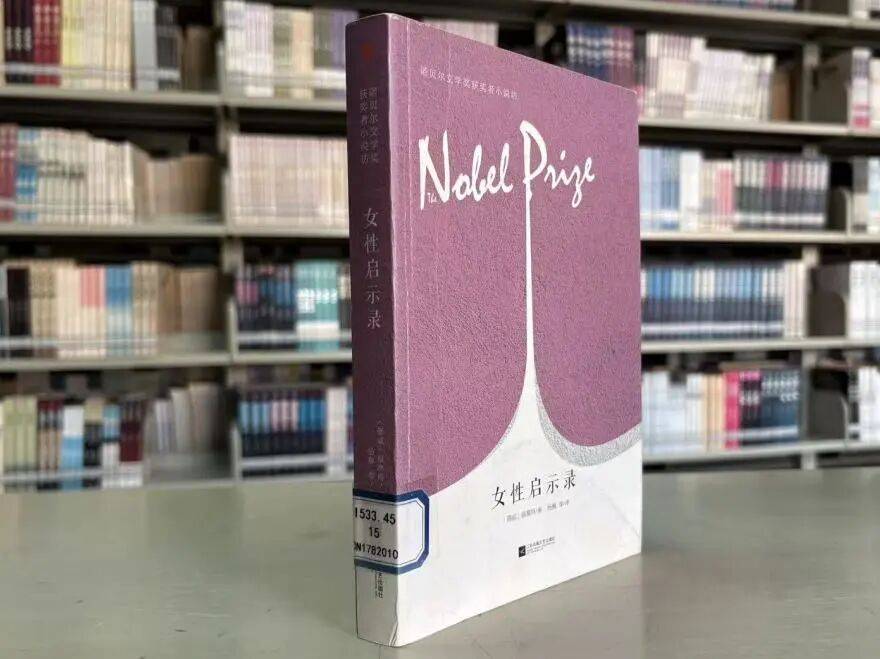 诺贝尔文学奖
获奖者小说坊
女性启示录
1533.45
15
DN1782010
诺贝尔文学奖获奖者小说坊
The
Nobel Prize
女性启示录